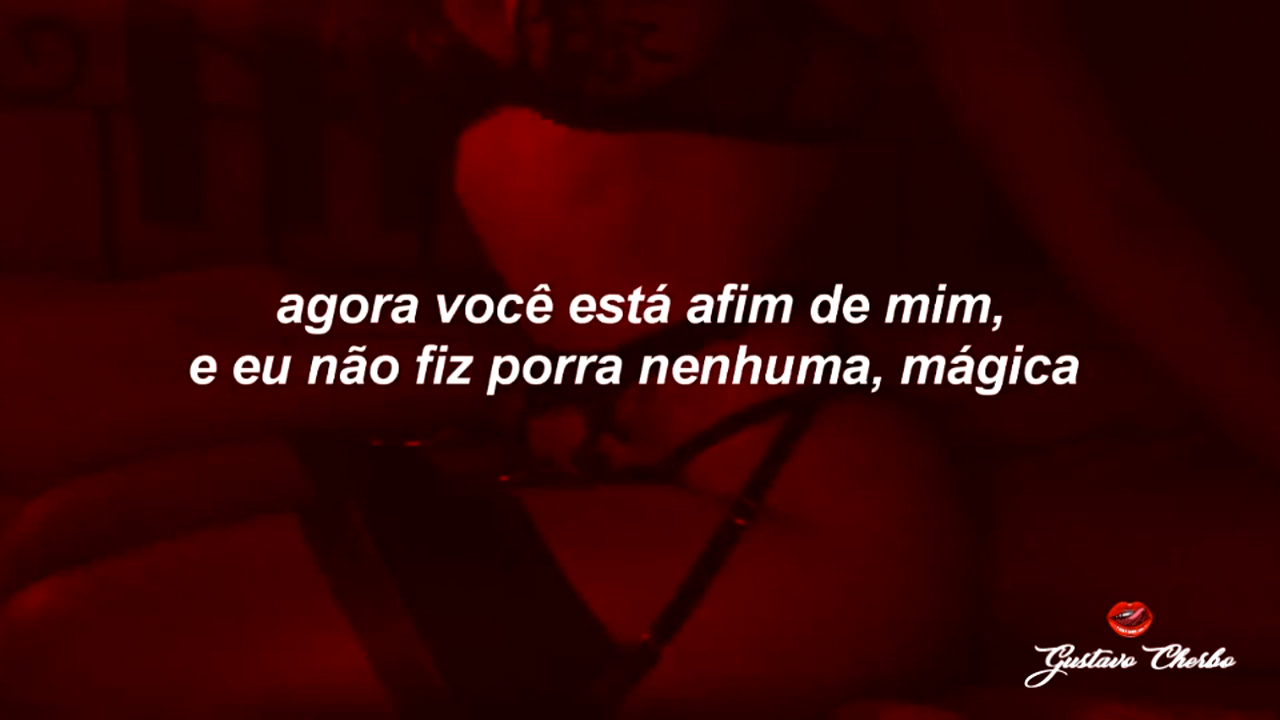 agora você está afim de mim,
e eu não fiz porra nenhuma, mágica
Gustavo Cherbo